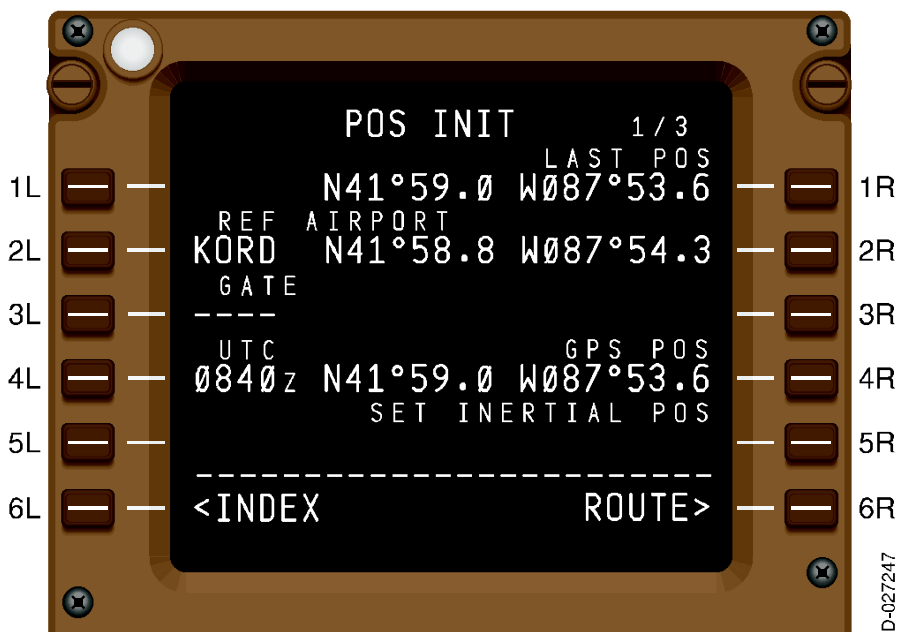 POS INIT 1/3
LAST POS
1L N41°59.0 W087°53.6 1R
REF AIRPORT
2L KORD N41°58.8 W087°54.3 2R
GATE
3L ---- 3R
UTC GPS POS
4L 0840z N41°59.0 W087°53.6 4R
SET INERTIAL POS
5L 5R
------------------------
6L <INDEX ROUTE> 6R
D-027247